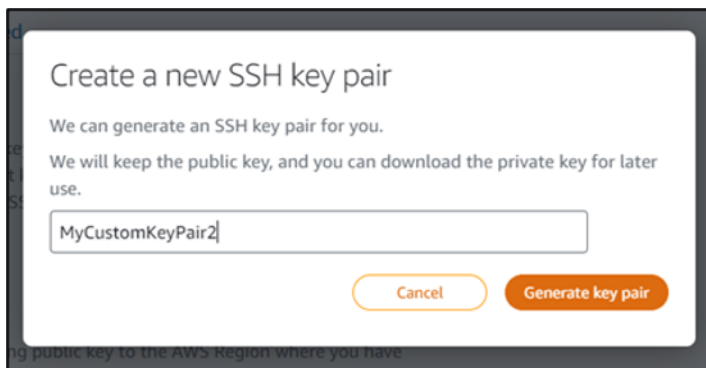 ed
Create a new SSH key pair
We can generate an SSH key pair for you.
We will keep the public key, and you can download the private key for later
use.
MyCustomKeyPair2
Cancel
Generate key pair
ng public key to the AWS Region where you have